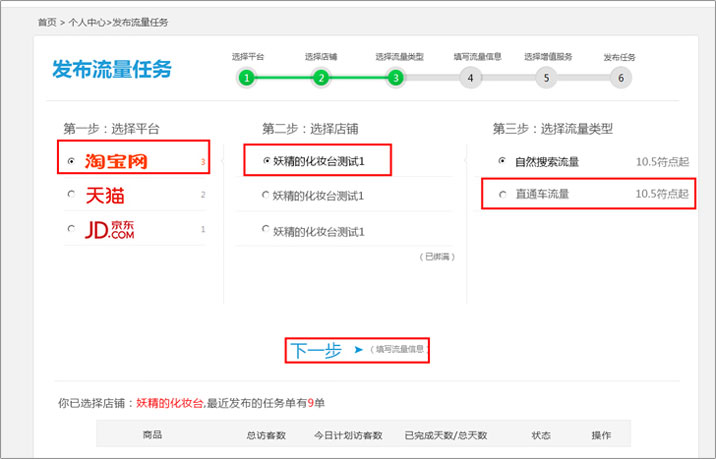 首页 > 个人中心>发布流量任务
发布流量任务
选择平台 选择店铺 选择流量类型 填写流量信息 选择增值服务 发布任务
1 2 3 4 5 6
第一步：选择平台
淘宝网 3
天猫 2
JD.COM 京东 1
第二步：选择店铺
妖精的化妆台测试1
妖精的化妆台测试1
妖精的化妆台测试1
（已绑满）
第三步：选择流量类型
自然搜索流量 10.5符点起
直通车流量 10.5符点起
下一步 ➤（填写流量信息）
你已选择店铺：妖精的化妆台,最近发布的任务单有9单
商品 总访客数 今日计划访客数 已完成天数/总天数 状态 操作